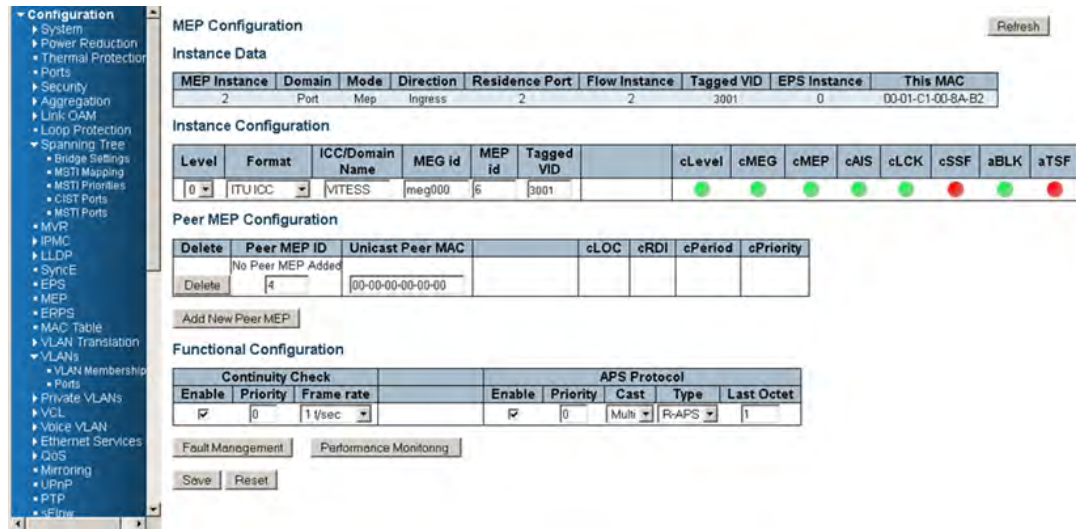 Configuration
System
Power Reduction
Thermal Protection
Ports
Security
Aggregation
Link OAM
Loop Protection
Spanning Tree
Bridge Settings
MSTI Mapping
MSTI Priorities
CIST Ports
MSTI Ports
MVR
IPMC
LLDP
SyncE
EPS
MEP
ERPS
MAC Table
VLAN Translation
VLANs
VLAN Membership
Ports
Private VLANs
VCL
Voice VLAN
Ethernet Services
QoS
Mirroring
UPnP
PTP
sFlow
MEP Configuration
Refresh
Instance Data
MEP Instance Domain Mode Direction Residence Port Flow Instance Tagged VID EPS Instance This MAC
2 Port Mep Ingress 2 2 3001 0 00-01-C1-00-8A-B2
Instance Configuration
Level Format ICC/Domain Name MEG id MEP id Tagged VID cLevel cMEG cMEP cAIS cLCK cSSF aBLK aTSF
0 ITU ICC VITESS meg000 6 3001
Peer MEP Configuration
Delete Peer MEP ID Unicast Peer MAC cLOC cRDI cPeriod cPriority
No Peer MEP Added
Delete 4 00-00-00-00-00-00
Add New Peer MEP
Functional Configuration
Continuity Check APS Protocol
Enable Priority Frame rate Enable Priority Cast Type Last Octet
0 1 f/sec 0 Multi R-APS 1
Fault Management Performance Monitoring
Save Reset